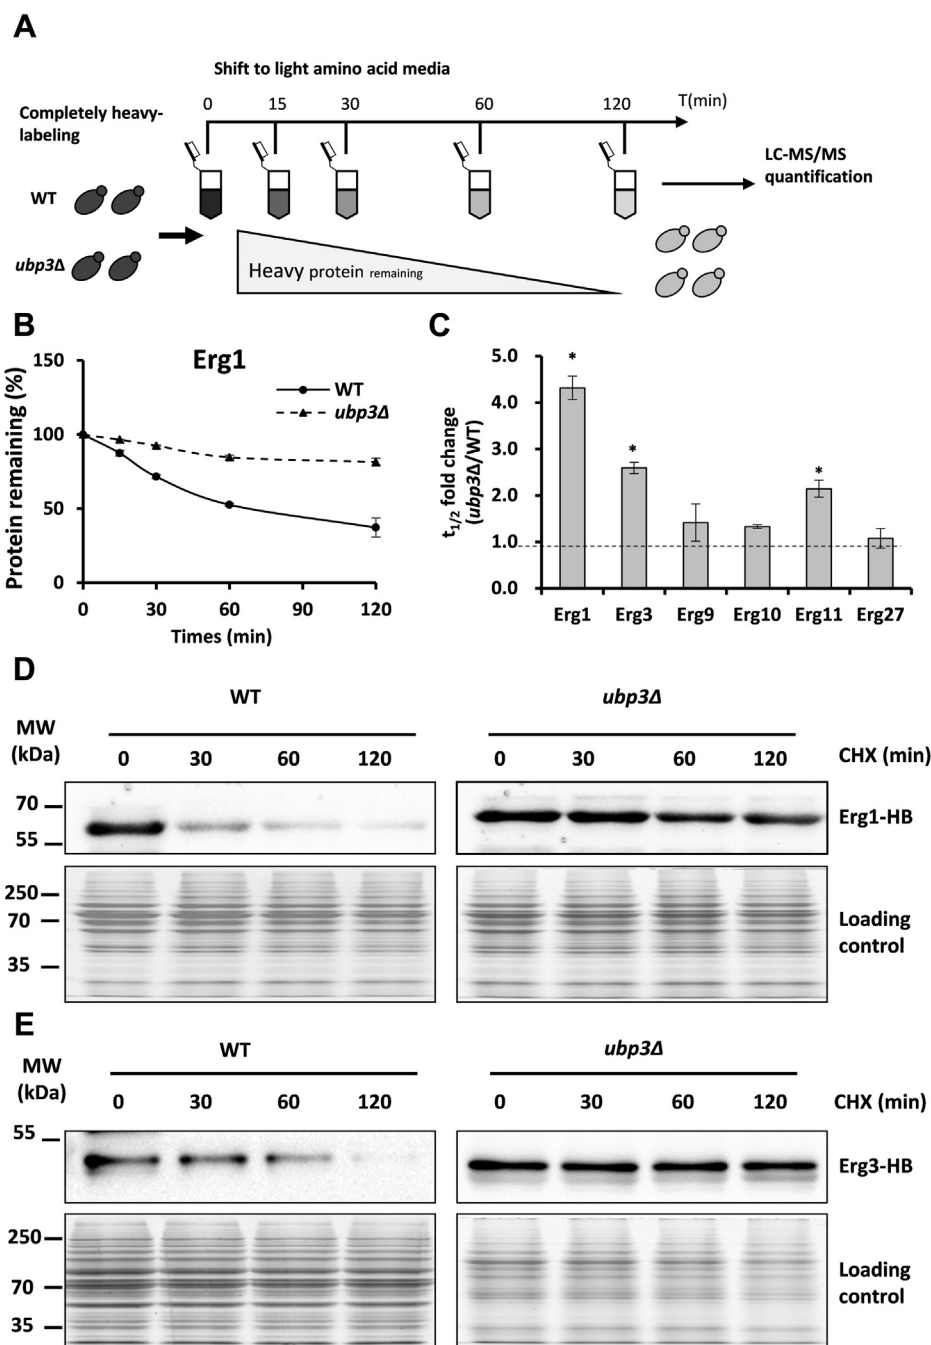 A
Shift to light amino acid media
Completely heavy-
labeling
0 15 30 60 120 T(min)
LC-MS/MS
quantification
WT
ubp3Δ
Heavy protein remaining
B
Erg1
150
100
50
0
Protein remaining (%)
WT
ubp3Δ
0 30 60 90 120
Times (min)
C
5.0
4.0
3.0
2.0
1.0
0.0
t1/2 fold change
(ubp3Δ/WT)
* * *
Erg1 Erg3 Erg9 Erg10 Erg11 Erg27
D
WT ubp3Δ
MW
(kDa)
0 30 60 120 0 30 60 120 CHX (min)
70
55
Erg1-HB
250
70
35
Loading
control
E
WT ubp3Δ
MW
(kDa)
0 30 60 120 0 30 60 120 CHX (min)
55
Erg3-HB
250
70
35
Loading
control